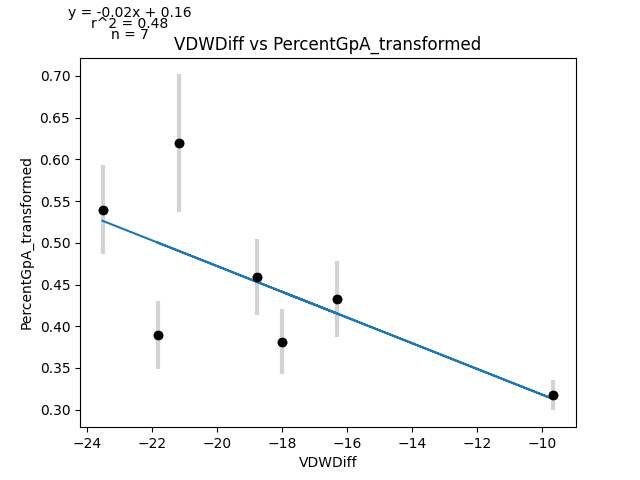 y = -0.02x + 0.16
r^2 = 0.48
n = 7
VDWDiff vs PercentGpA_transformed
PercentGpA_transformed
0.70
0.65
0.60
0.55
0.50
0.45
0.40
0.35
0.30
−24 −22 −20 −18 −16 −14 −12 −10
VDWDiff